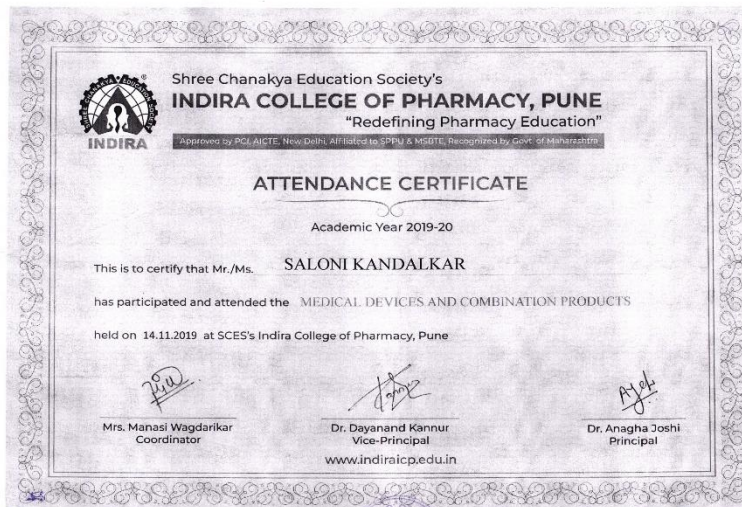 Shree Chanakya Education Society's
INDIRA COLLEGE OF PHARMACY, PUNE
"Redefining Pharmacy Education"
Approved by PCI, AICTE, New Delhi, Affiliated to SPPU & MSBTE, Recognized by Govt. of Maharashtra
SHREE CHANAKYA EDUCATION SOCIETY
®
INDIRA
ATTENDANCE CERTIFICATE
Academic Year 2019-20
This is to certify that Mr./Ms. SALONI KANDALKAR
has participated and attended the MEDICAL DEVICES AND COMBINATION PRODUCTS
held on 14.11.2019 at SCES's Indira College of Pharmacy, Pune
Mrs. Manasi Wagdarikar
Coordinator
Dr. Dayanand Kannur
Vice-Principal
Dr. Anagha Joshi
Principal
www.indiraicp.edu.in